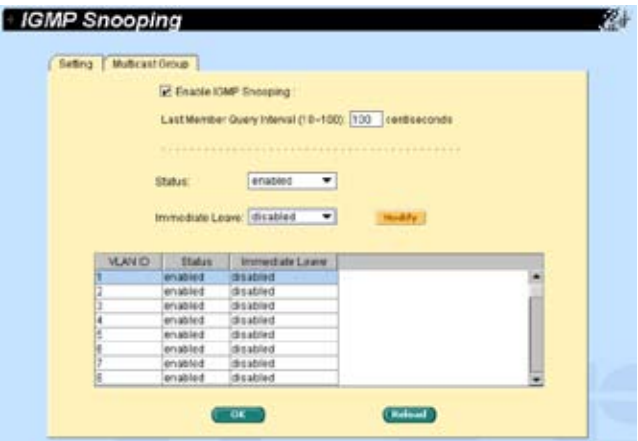 IGMP Snooping
Setting Multicast Group
Enable IGMP Snooping :
Last Member Query Interval (10~100): 100 centiseconds
Status: enabled
Immediate Leave: disabled Modify
VLAN ID Status Immediate Leave
1 enabled disabled
2 enabled disabled
3 enabled disabled
4 enabled disabled
5 enabled disabled
6 enabled disabled
7 enabled disabled
8 enabled disabled
OK Reload